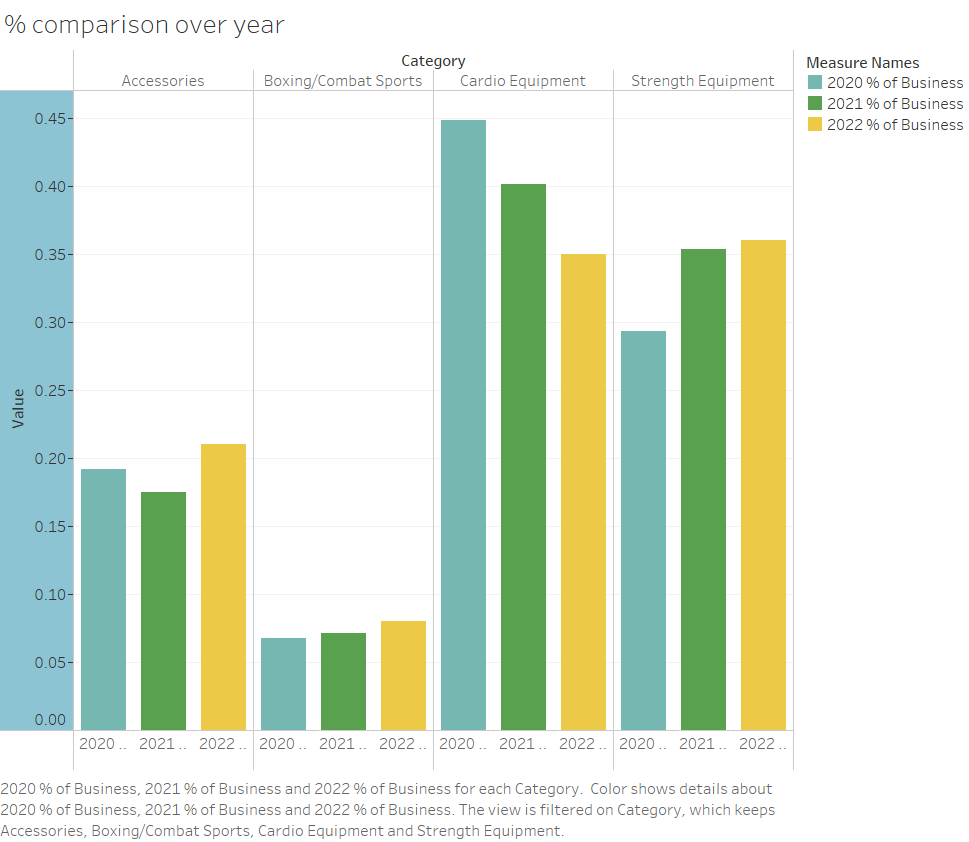 % comparison over year
Category
Accessories Boxing/Combat Sports Cardio Equipment Strength Equipment
Measure Names
2020 % of Business
2021 % of Business
2022 % of Business
Value
0.45
0.40
0.35
0.30
0.25
0.20
0.15
0.10
0.05
0.00
2020 .. 2021 .. 2022 .. 2020 .. 2021 .. 2022 .. 2020 .. 2021 .. 2022 .. 2020 .. 2021 .. 2022 ..
2020 % of Business, 2021 % of Business and 2022 % of Business for each Category.  Color shows details about
2020 % of Business, 2021 % of Business and 2022 % of Business. The view is filtered on Category, which keeps
Accessories, Boxing/Combat Sports, Cardio Equipment and Strength Equipment.